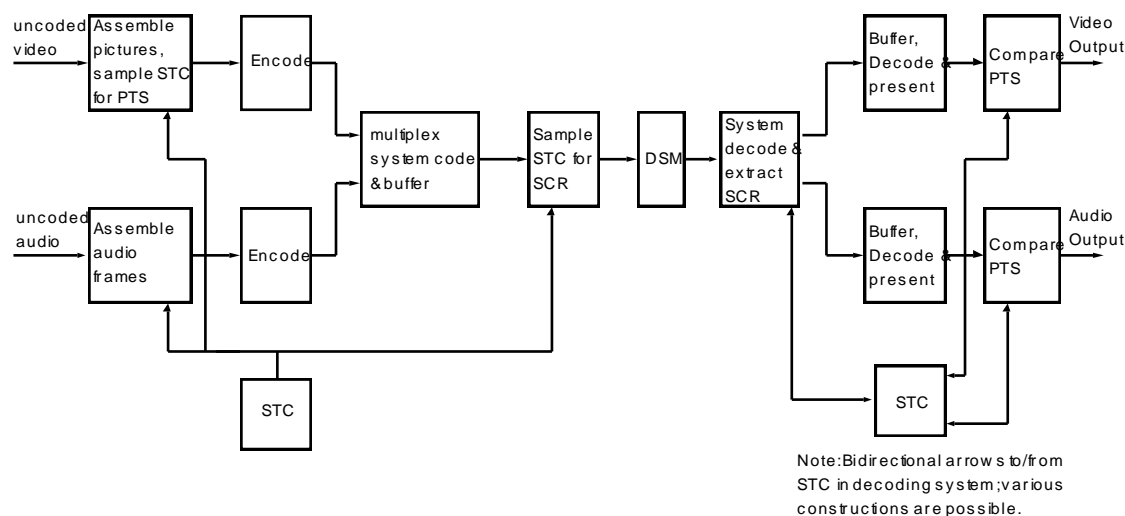 uncoded
video
Assemble
pictures,
sample STC
for PTS
Encode
uncoded
audio
Assemble
audio
frames
Encode
multiplex
system code
& buffer
Sample
STC for
SCR
DSM
System
decode &
extract
SCR
Buffer,
Decode &
present
Compare
PTS
Video
Output
Buffer,
Decode &
present
Compare
PTS
Audio
Output
STC
STC
Note:Bidirectional arrows to/from
STC in decoding system;various
constructions are possible.